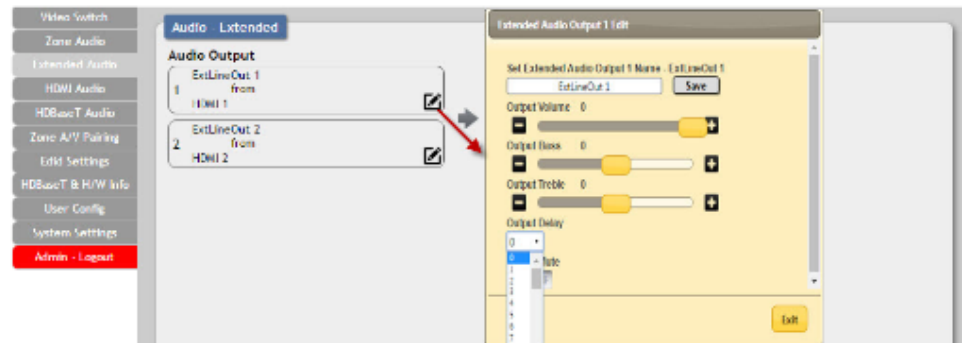 Video Switch
Zone Audio
Extended Audio
HDMI Audio
HDBaseT Audio
Zone A/V Pairing
Edid Settings
HDBaseT & H/W Info
User Config
System Settings
Admin - Logout
Audio - Extended
Audio Output
ExtLineOut 1
1 from
HDMI 1
ExtLineOut 2
2 from
HDMI 2
Extended Audio Output 1 Edit
Set Extended Audio Output 1 Name - ExtLineOut 1
ExtLineOut 1 Save
Output Volume 0
Output Bass 0
Output Treble 0
Output Delay
0
0
1
2
3
4
5
6
7
Mute
Exit